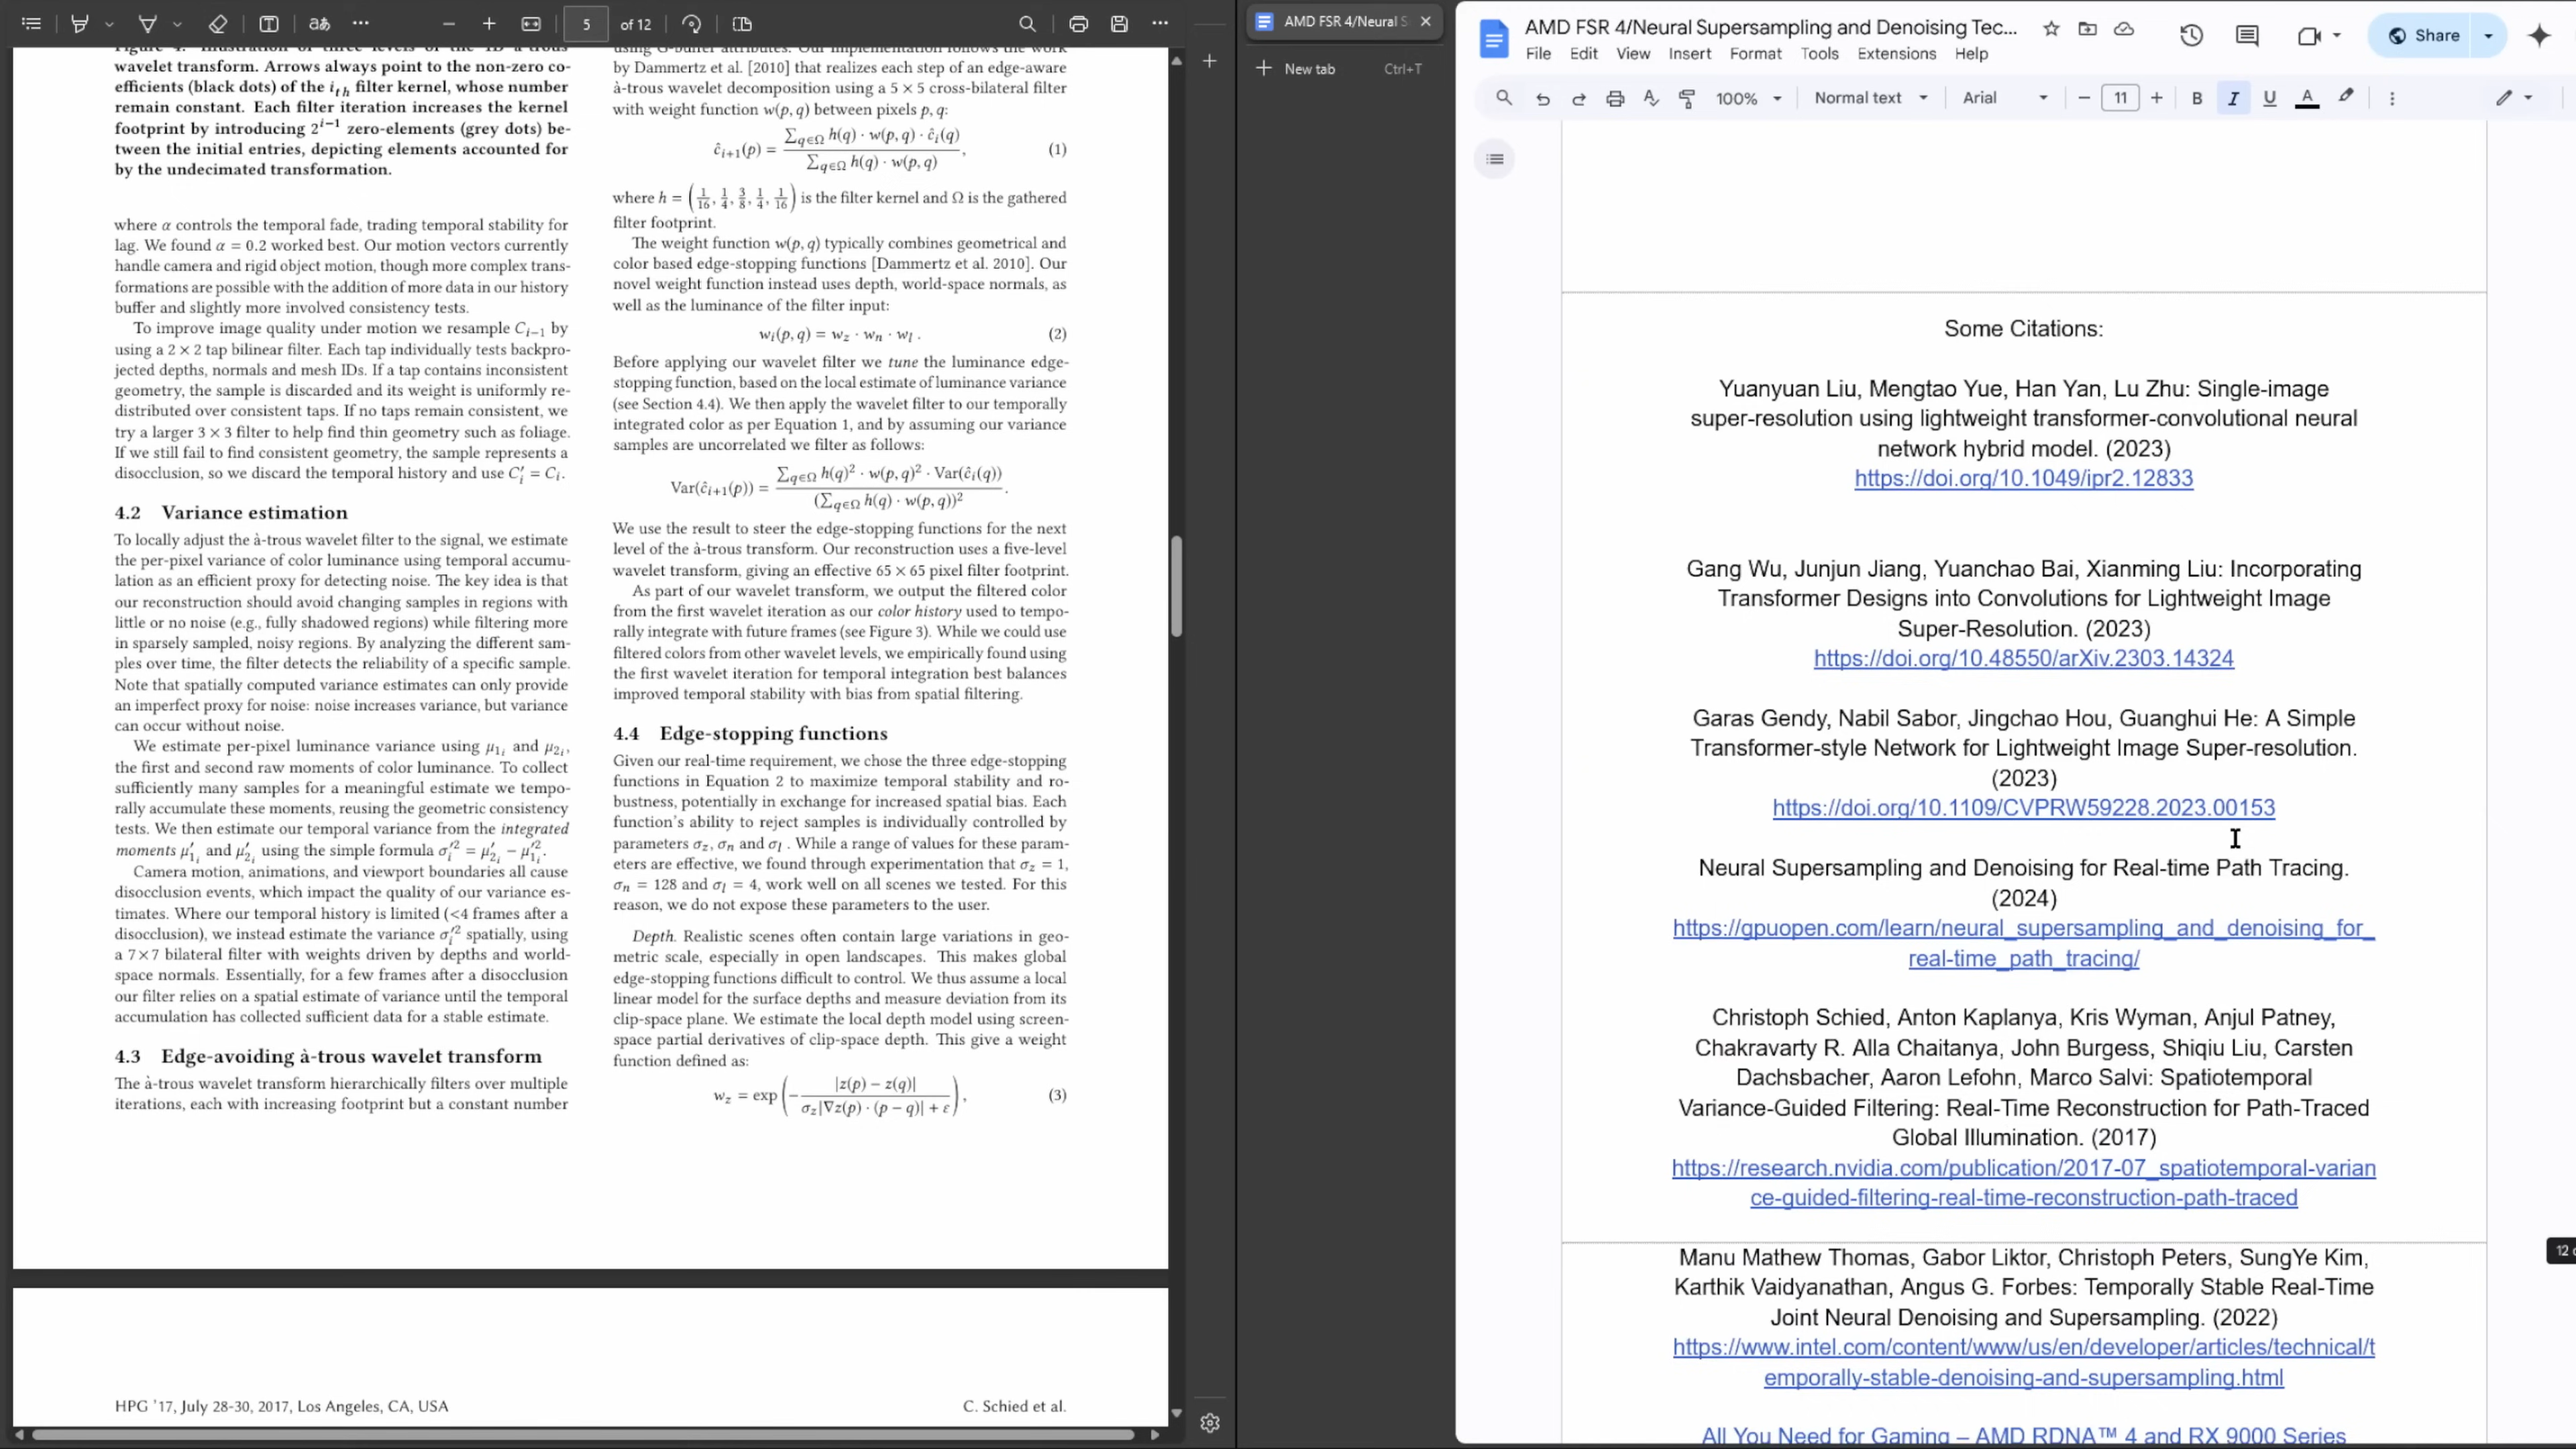 5 of 12
Figure 4: Illustration of three levels of the 1D à-trous
wavelet transform. Arrows always point to the non-zero co-
efficients (black dots) of the i_th filter kernel, whose number
remain constant. Each filter iteration increases the kernel
footprint by introducing 2^{i−1} zero-elements (grey dots) be-
tween the initial entries, depicting elements accounted for
by the undecimated transformation.
where α controls the temporal fade, trading temporal stability for
lag. We found α = 0.2 worked best. Our motion vectors currently
handle camera and rigid object motion, though more complex trans-
formations are possible with the addition of more data in our history
buffer and slightly more involved consistency tests.
To improve image quality under motion we resample C_{i−1} by
using a 2 × 2 tap bilinear filter. Each tap individually tests backpro-
jected depths, normals and mesh IDs. If a tap contains inconsistent
geometry, the sample is discarded and its weight is uniformly re-
distributed over consistent taps. If no taps remain consistent, we
try a larger 3 × 3 filter to help find thin geometry such as foliage.
If we still fail to find consistent geometry, the sample represents a
disocclusion, so we discard the temporal history and use C′_i = C_i.
4.2 Variance estimation
To locally adjust the à-trous wavelet filter to the signal, we estimate
the per-pixel variance of color luminance using temporal accumu-
lation as an efficient proxy for detecting noise. The key idea is that
our reconstruction should avoid changing samples in regions with
little or no noise (e.g., fully shadowed regions) while filtering more
in sparsely sampled, noisy regions. By analyzing the different sam-
ples over time, the filter detects the reliability of a specific sample.
Note that spatially computed variance estimates can only provide
an imperfect proxy for noise: noise increases variance, but variance
can occur without noise.
We estimate per-pixel luminance variance using μ_{1_i} and μ_{2_i},
the first and second raw moments of color luminance. To collect
sufficiently many samples for a meaningful estimate we tempo-
rally accumulate these moments, reusing the geometric consistency
tests. We then estimate our temporal variance from the integrated
moments μ′_{1_i} and μ′_{2_i} using the simple formula σ′²_i = μ′_{2_i} − μ′²_{1_i}.
Camera motion, animations, and viewport boundaries all cause
disocclusion events, which impact the quality of our variance es-
timates. Where our temporal history is limited (<4 frames after a
disocclusion), we instead estimate the variance σ′²_i spatially, using
a 7×7 bilateral filter with weights driven by depths and world-
space normals. Essentially, for a few frames after a disocclusion
our filter relies on a spatial estimate of variance until the temporal
accumulation has collected sufficient data for a stable estimate.
4.3 Edge-avoiding à-trous wavelet transform
The à-trous wavelet transform hierarchically filters over multiple
iterations, each with increasing footprint but a constant number
using G-buffer attributes. Our implementation follows the work
by Dammertz et al. [2010] that realizes each step of an edge-aware
à-trous wavelet decomposition using a 5 × 5 cross-bilateral filter
with weight function w(p, q) between pixels p, q:
ĉ_{i+1}(p) = ∑_{q∈Ω} h(q) · w(p, q) · ĉ_i(q) / ∑_{q∈Ω} h(q) · w(p, q), (1)
where h = (1/16, 1/4, 3/8, 1/4, 1/16) is the filter kernel and Ω is the gathered
filter footprint.
The weight function w(p, q) typically combines geometrical and
color based edge-stopping functions [Dammertz et al. 2010]. Our
novel weight function instead uses depth, world-space normals, as
well as the luminance of the filter input:
w_i(p, q) = w_z · w_n · w_l . (2)
Before applying our wavelet filter we tune the luminance edge-
stopping function, based on the local estimate of luminance variance
(see Section 4.4). We then apply the wavelet filter to our temporally
integrated color as per Equation 1, and by assuming our variance
samples are uncorrelated we filter as follows:
Var(ĉ_{i+1}(p)) = ∑_{q∈Ω} h(q)² · w(p, q)² · Var(ĉ_i(q)) / (∑_{q∈Ω} h(q) · w(p, q))² .
We use the result to steer the edge-stopping functions for the next
level of the à-trous transform. Our reconstruction uses a five-level
wavelet transform, giving an effective 65 × 65 pixel filter footprint.
As part of our wavelet transform, we output the filtered color
from the first wavelet iteration as our color history used to tempo-
rally integrate with future frames (see Figure 3). While we could use
filtered colors from other wavelet levels, we empirically found using
the first wavelet iteration for temporal integration best balances
improved temporal stability with bias from spatial filtering.
4.4 Edge-stopping functions
Given our real-time requirement, we chose the three edge-stopping
functions in Equation 2 to maximize temporal stability and ro-
bustness, potentially in exchange for increased spatial bias. Each
function's ability to reject samples is individually controlled by
parameters σ_z, σ_n and σ_l . While a range of values for these param-
eters are effective, we found through experimentation that σ_z = 1,
σ_n = 128 and σ_l = 4, work well on all scenes we tested. For this
reason, we do not expose these parameters to the user.
Depth. Realistic scenes often contain large variations in geo-
metric scale, especially in open landscapes. This makes global
edge-stopping functions difficult to control. We thus assume a local
linear model for the surface depths and measure deviation from its
clip-space plane. We estimate the local depth model using screen-
space partial derivatives of clip-space depth. This give a weight
function defined as:
w_z = exp(− |z(p) − z(q)| / σ_z|∇z(p) · (p − q)| + ε), (3)
HPG '17, July 28-30, 2017, Los Angeles, CA, USA
C. Schied et al.
AMD FSR 4/Neural S
New tab Ctrl+T
AMD FSR 4/Neural Supersampling and Denoising Tec...
File Edit View Insert Format Tools Extensions Help
Share
100% Normal text Arial 11 B I U A
Some Citations:
Yuanyuan Liu, Mengtao Yue, Han Yan, Lu Zhu: Single-image
super-resolution using lightweight transformer-convolutional neural
network hybrid model. (2023)
https://doi.org/10.1049/ipr2.12833
Gang Wu, Junjun Jiang, Yuanchao Bai, Xianming Liu: Incorporating
Transformer Designs into Convolutions for Lightweight Image
Super-Resolution. (2023)
https://doi.org/10.48550/arXiv.2303.14324
Garas Gendy, Nabil Sabor, Jingchao Hou, Guanghui He: A Simple
Transformer-style Network for Lightweight Image Super-resolution.
(2023)
https://doi.org/10.1109/CVPRW59228.2023.00153
Neural Supersampling and Denoising for Real-time Path Tracing.
(2024)
https://gpuopen.com/learn/neural_supersampling_and_denoising_for_
real-time_path_tracing/
Christoph Schied, Anton Kaplanya, Kris Wyman, Anjul Patney,
Chakravarty R. Alla Chaitanya, John Burgess, Shiqiu Liu, Carsten
Dachsbacher, Aaron Lefohn, Marco Salvi: Spatiotemporal
Variance-Guided Filtering: Real-Time Reconstruction for Path-Traced
Global Illumination. (2017)
https://research.nvidia.com/publication/2017-07_spatiotemporal-varian
ce-guided-filtering-real-time-reconstruction-path-traced
Manu Mathew Thomas, Gabor Liktor, Christoph Peters, SungYe Kim,
Karthik Vaidyanathan, Angus G. Forbes: Temporally Stable Real-Time
Joint Neural Denoising and Supersampling. (2022)
https://www.intel.com/content/www/us/en/developer/articles/technical/t
emporally-stable-denoising-and-supersampling.html
All You Need for Gaming – AMD RDNA™ 4 and RX 9000 Series
12